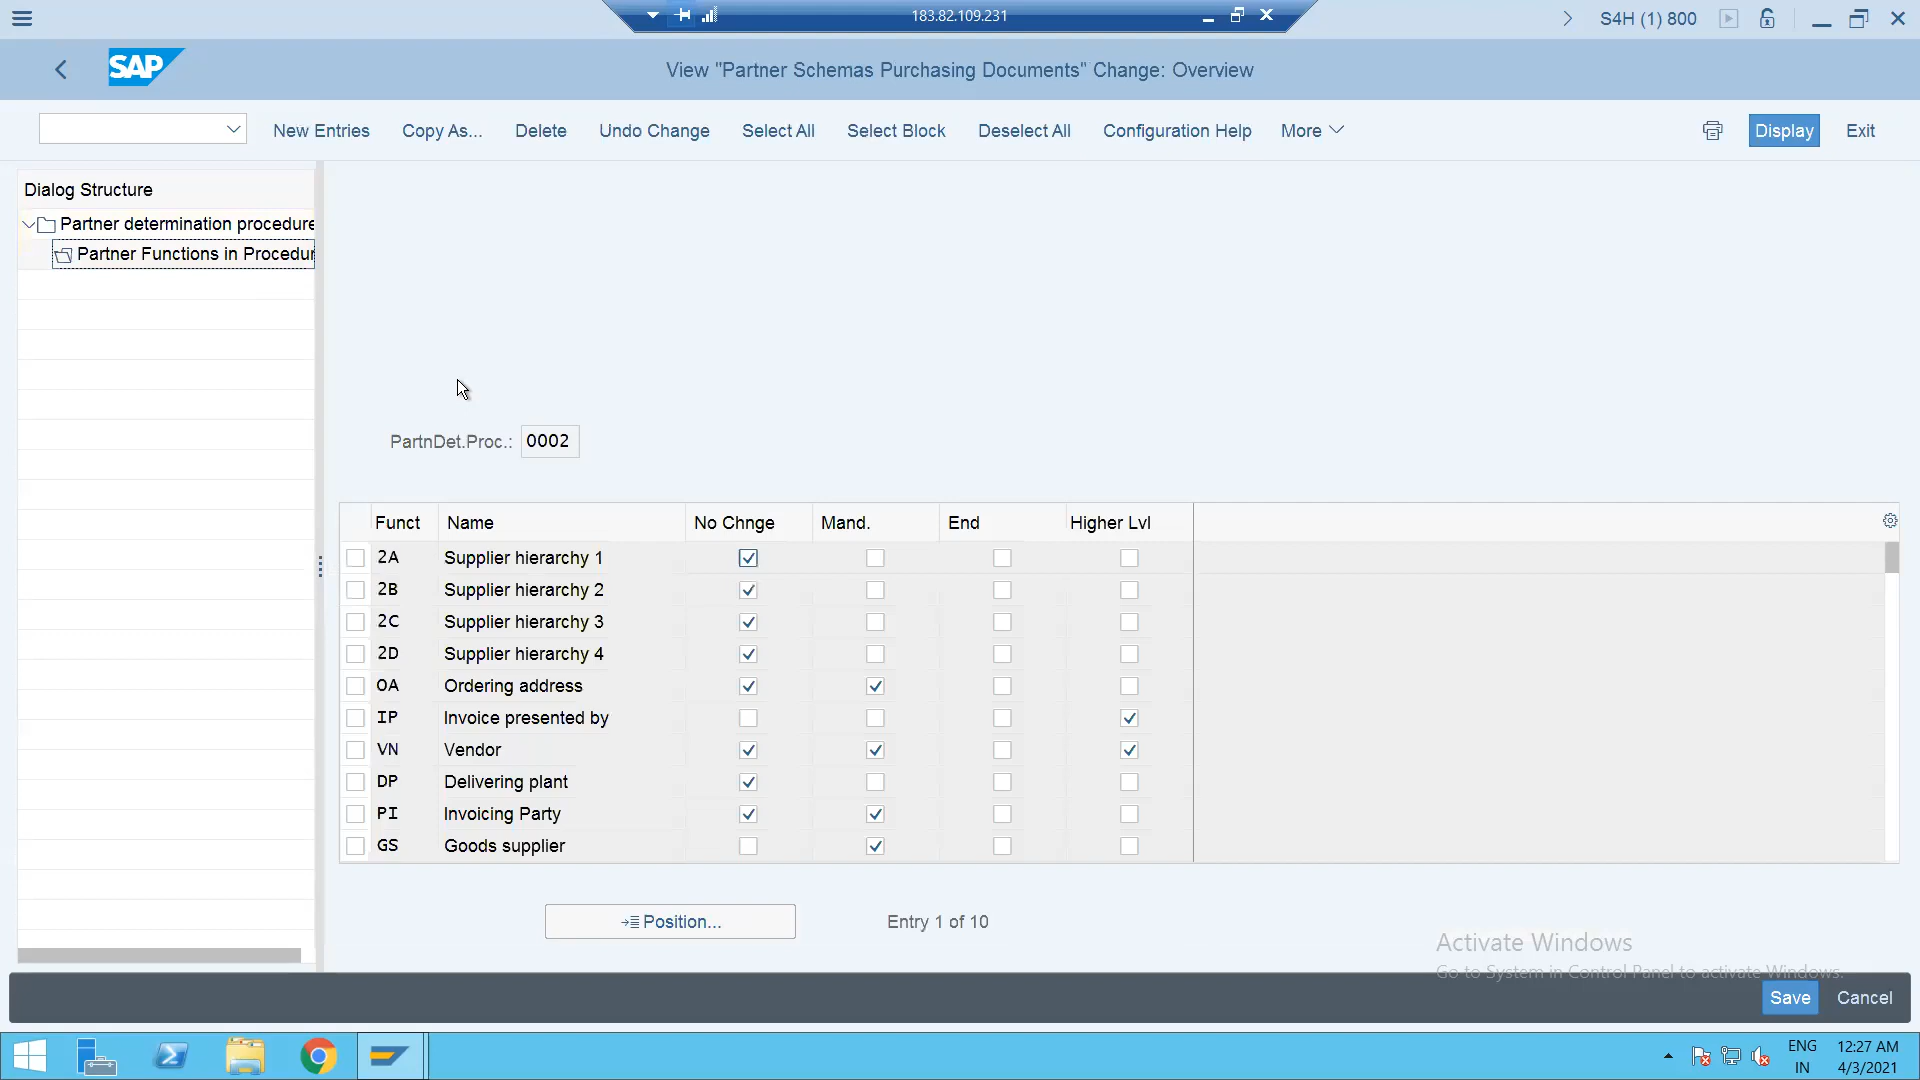 183.82.109.231
S4H (1) 800
SAP
View "Partner Schemas Purchasing Documents" Change: Overview
New Entries Copy As... Delete Undo Change Select All Select Block Deselect All Configuration Help More Display Exit
Dialog Structure
Partner determination procedure
Partner Functions in Procedur
PartnDet.Proc.: 0002
Funct Name No Chnge Mand. End Higher Lvl
2A Supplier hierarchy 1
2B Supplier hierarchy 2
2C Supplier hierarchy 3
2D Supplier hierarchy 4
OA Ordering address
IP Invoice presented by
VN Vendor
DP Delivering plant
PI Invoicing Party
GS Goods supplier
Position... Entry 1 of 10
Activate Windows
Go to System in Control Panel to activate Windows.
Save Cancel
ENG 12:27 AM
IN 4/3/2021